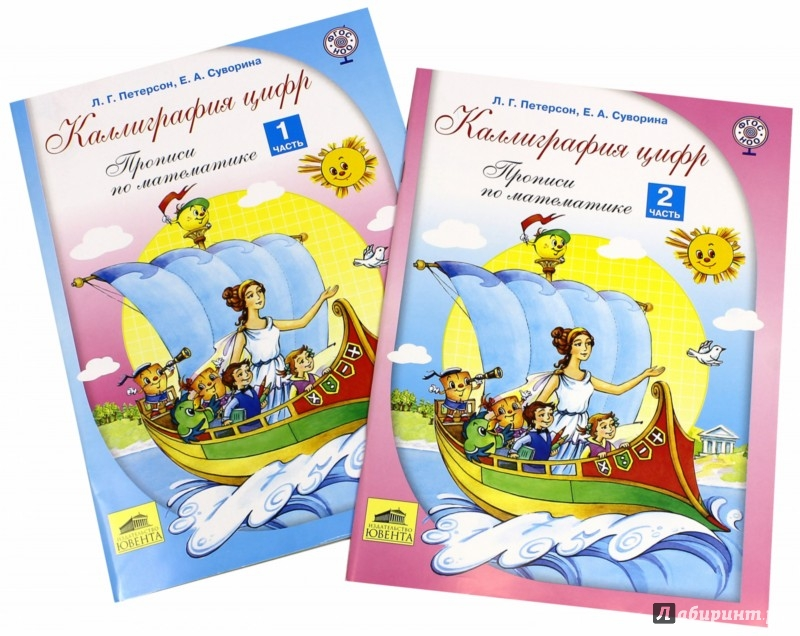 Л. Г. Петерсон, Е. А. Суворина
Каллиграфия цифр
Прописи
по математике
1
ЧАСТЬ
ФГОС
НОО
ИЗДАТЕЛЬСТВО
ЮВЕНТА
Л. Г. Петерсон, Е. А. Суворина
Каллиграфия цифр
Прописи
по математике
2
ЧАСТЬ
ФГОС
НОО
ИЗДАТЕЛЬСТВО
ЮВЕНТА